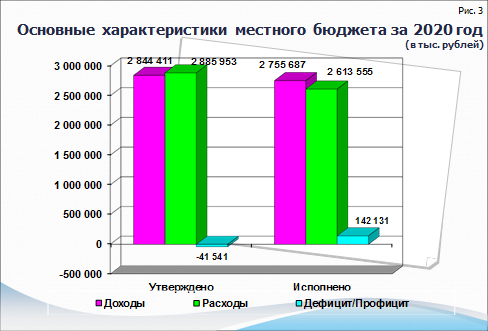 Рис. 3
Основные характеристики местного бюджета за 2020 год
(в тыс. рублей)
2 844 411 2 885 953 2 755 687 2 613 555
3 000 000
2 500 000
2 000 000
1 500 000
1 000 000
500 000
142 131
0
-41 541
-500 000
Утверждено Исполнено
Доходы Расходы Дефицит/Профицит